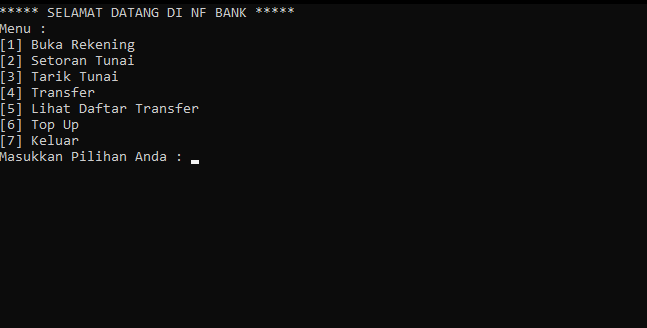 ***** SELAMAT DATANG DI NF BANK *****
Menu :
[1] Buka Rekening
[2] Setoran Tunai
[3] Tarik Tunai
[4] Transfer
[5] Lihat Daftar Transfer
[6] Top Up
[7] Keluar
Masukkan Pilihan Anda : _